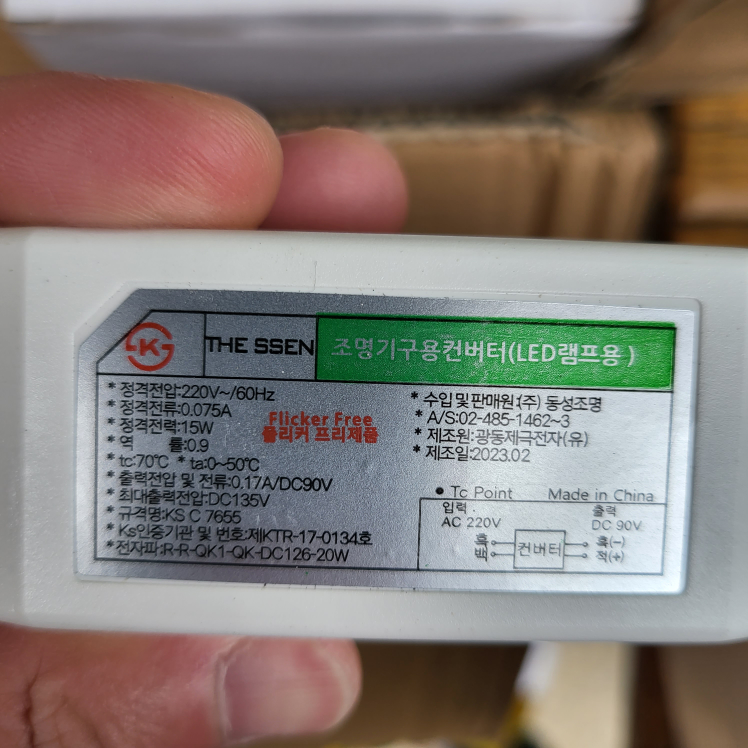 K
THE SSEN
조명기구용컨버터(LED램프용)
* 정격전압:220V~/60Hz
* 정격전류:0.075A
* 정격전력:15W
* 역 률:0.9
* tc:70℃ * ta:0~50℃
* 출력전압 및 전류:0.17A/DC90V
* 최대출력전압:DC135V
* 규격명:KS C 7655
* Ks인증기관 및 번호:제KTR-17-0134호
* 전자파:R-R-QK1-QK-DC126-20W
Flicker Free
플리커 프리제품
* 수입및판매원:(주) 동성조명
* A/S:02-485-1462~3
* 제조원:광동제극전자(유)
* 제조일:2023.02
● Tc Point Made in China
입력 출력
AC 220V DC 90V
흑 컨버터 흑(-)
백 적(+)